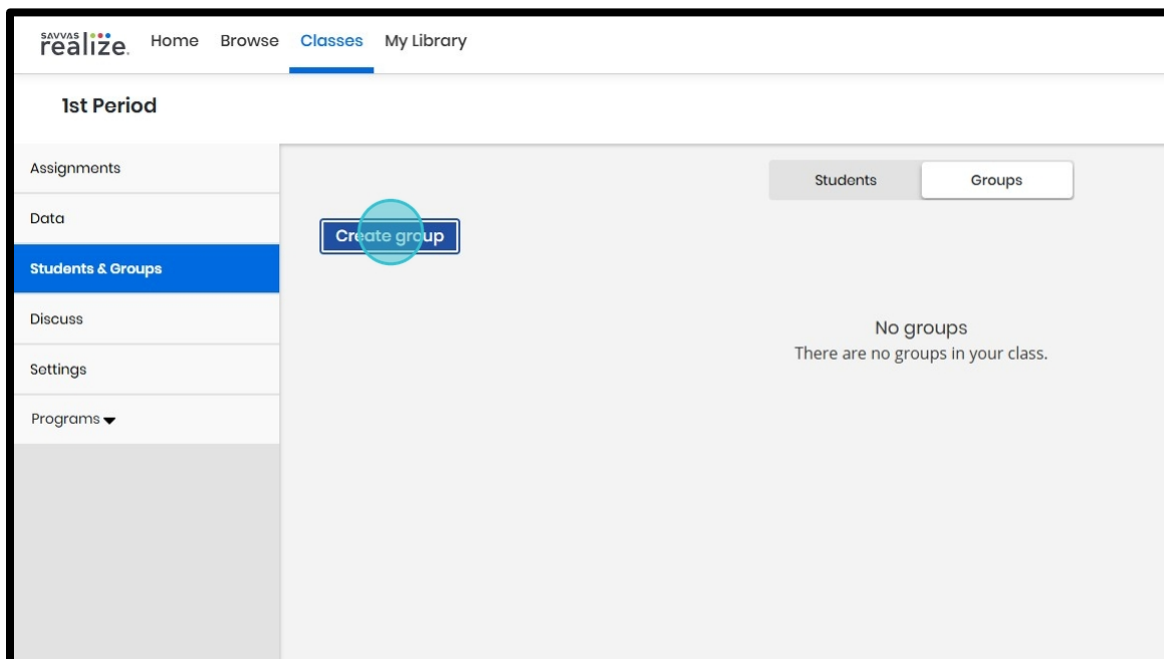 savvas realize. Home Browse Classes My Library
1st Period
Assignments
Data
Students & Groups
Discuss
Settings
Programs
Students Groups
Create group
No groups
There are no groups in your class.